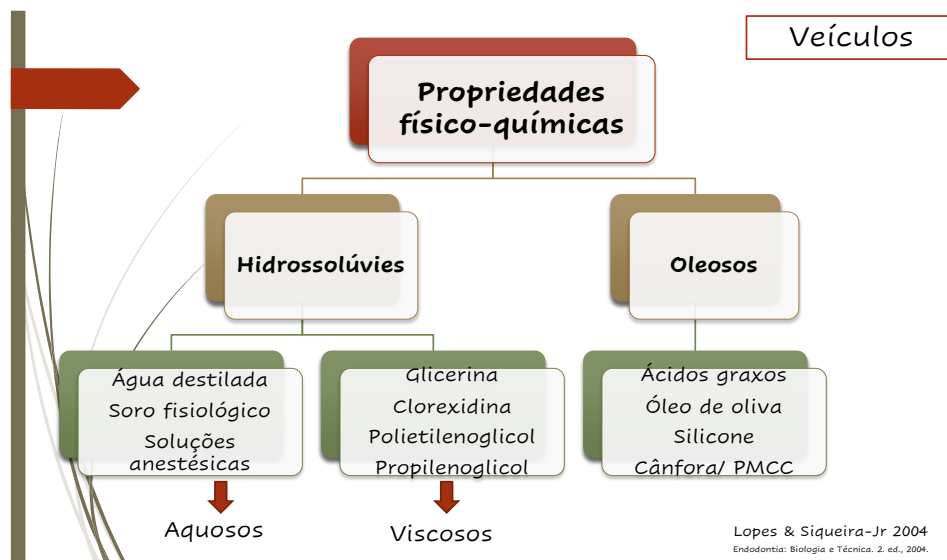 Veículos
Propriedades
físico-químicas
Hidrossolúvies
Oleosos
Água destilada
Soro fisiológico
Soluções
anestésicas
Glicerina
Clorexidina
Polietilenoglicol
Propilenoglicol
Ácidos graxos
Óleo de oliva
Silicone
Cânfora/ PMCC
Aquosos
Viscosos
Lopes & Siqueira-Jr 2004
Endodontia: Biologia e Técnica. 2. ed., 2004.